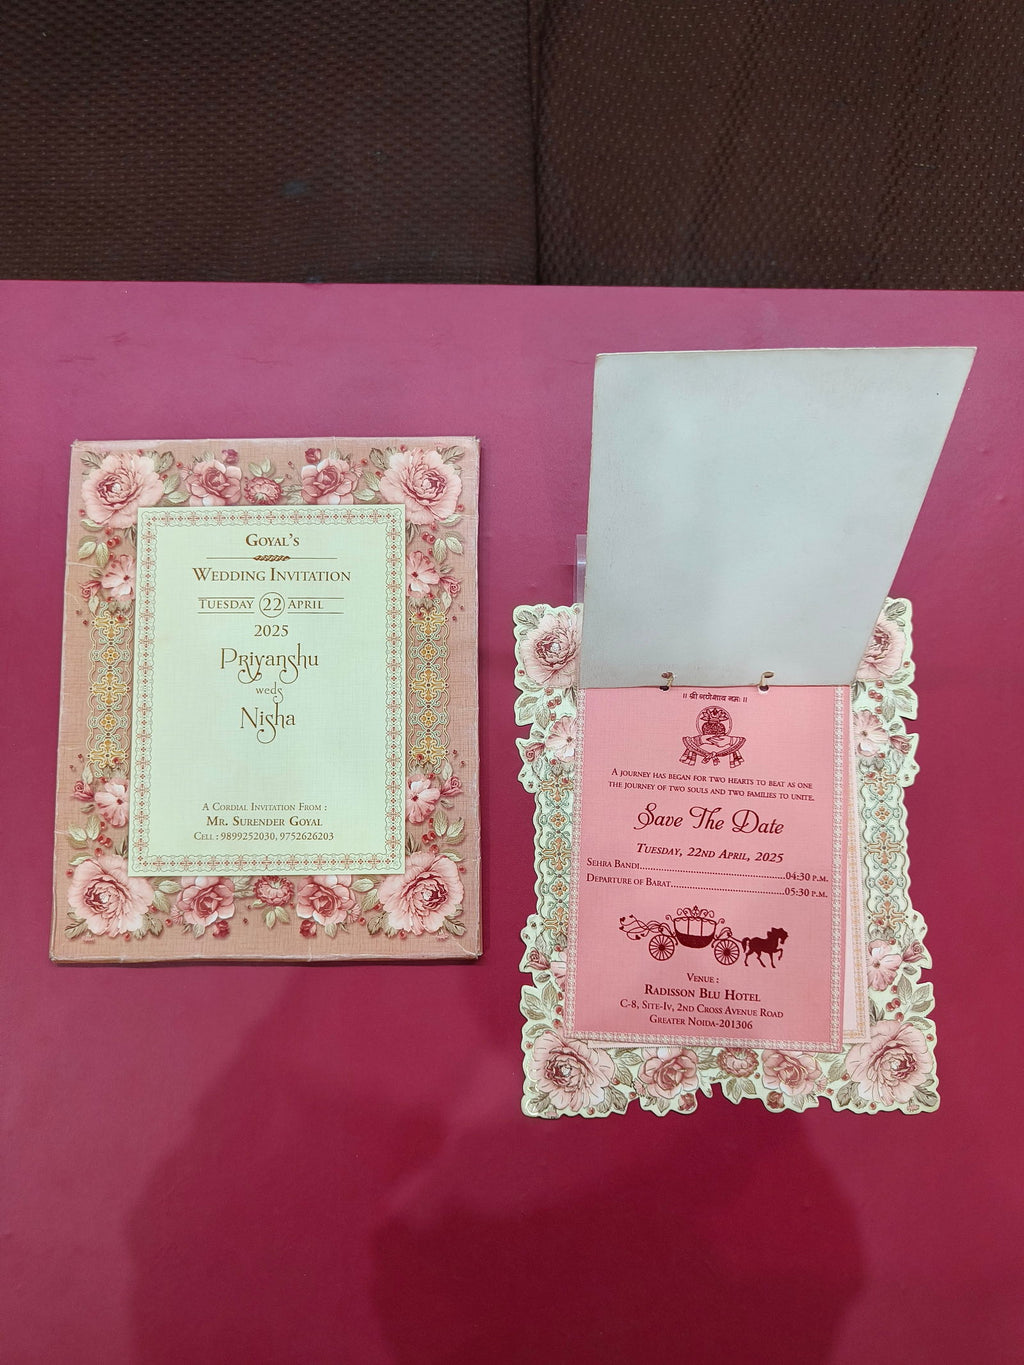 Goyal's
Wedding Invitation
Tuesday 22 April
2025
Priyanshu
weds
Nisha
A Cordial Invitation From :
Mr. Surender Goyal
Cell : 9899252030, 9752626203
॥ श्री गणेशाय नमः ॥
A journey has began for two hearts to beat as one
the journey of two souls and two families to unite.
Save The Date
Tuesday, 22nd April, 2025
Sehra Bandi..........................................04:30 p.m.
Departure of Barat..................................05:30 p.m.
Venue :
Radisson Blu Hotel
C-8, Site-Iv, 2nd Cross Avenue Road
Greater Noida-201306